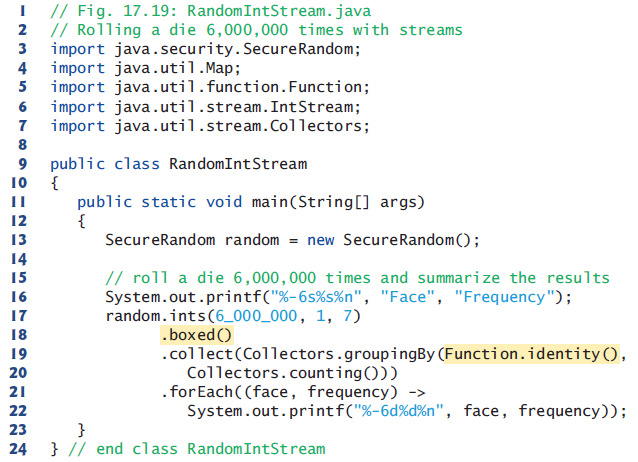 1 // Fig. 17.19: RandomIntStream.java
2 // Rolling a die 6,000,000 times with streams
3 import java.security.SecureRandom;
4 import java.util.Map;
5 import java.util.function.Function;
6 import java.util.stream.IntStream;
7 import java.util.stream.Collectors;
8
9 public class RandomIntStream
10 {
11    public static void main(String[] args)
12    {
13       SecureRandom random = new SecureRandom();
14
15       // roll a die 6,000,000 times and summarize the results
16       System.out.printf("%-6s%s%n", "Face", "Frequency");
17       random.ints(6_000_000, 1, 7)
18             .boxed()
19             .collect(Collectors.groupingBy(Function.identity(),
20                Collectors.counting()))
21             .forEach((face, frequency) ->
22                System.out.printf("%-6d%d%n", face, frequency));
23    }
24 } // end class RandomIntStream